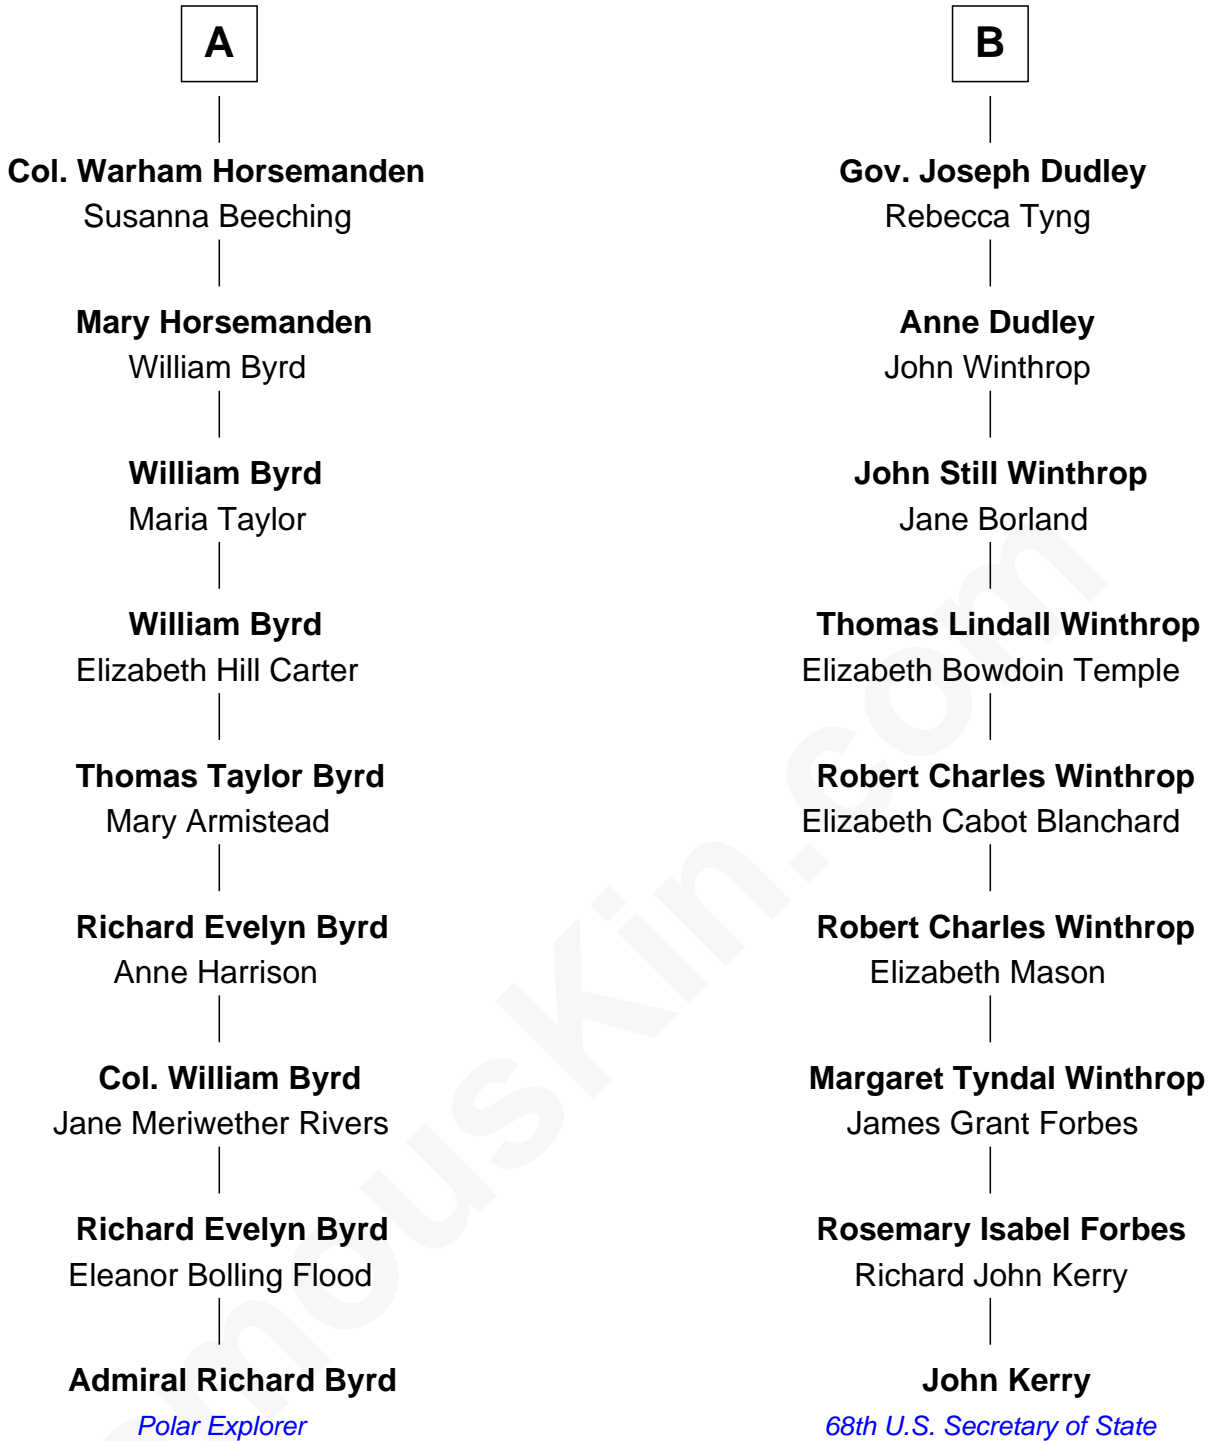 A
Col. Warham Horsemanden
Susanna Beeching
Mary Horsemanden
William Byrd
William Byrd
Maria Taylor
William Byrd
Elizabeth Hill Carter
Thomas Taylor Byrd
Mary Armistead
Richard Evelyn Byrd
Anne Harrison
Col. William Byrd
Jane Meriwether Rivers
Richard Evelyn Byrd
Eleanor Bolling Flood
Admiral Richard Byrd
Polar Explorer
B
Gov. Joseph Dudley
Rebecca Tyng
Anne Dudley
John Winthrop
John Still Winthrop
Jane Borland
Thomas Lindall Winthrop
Elizabeth Bowdoin Temple
Robert Charles Winthrop
Elizabeth Cabot Blanchard
Robert Charles Winthrop
Elizabeth Mason
Margaret Tyndal Winthrop
James Grant Forbes
Rosemary Isabel Forbes
Richard John Kerry
John Kerry
68th U.S. Secretary of State